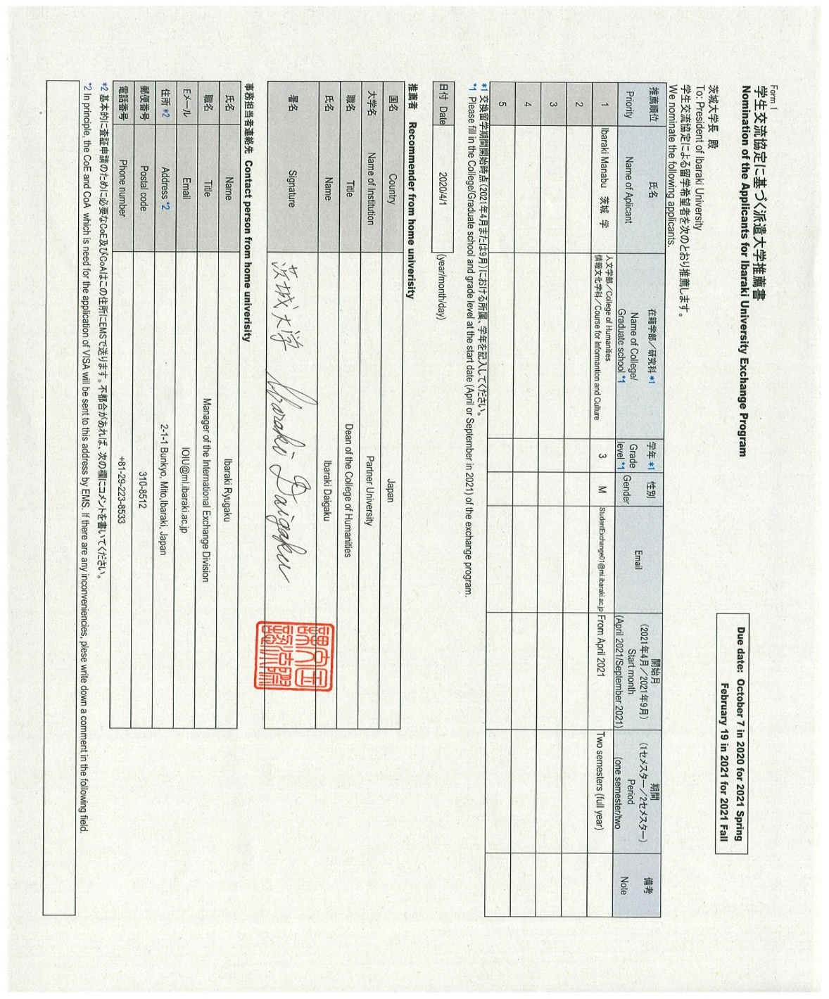 Form 1
学生交流協定に基づく派遣大学推薦書
Nomination of the Applicants for Ibaraki University Exchange Program
Due date: October 7 in 2020 for 2021 Spring
February 19 in 2021 for 2021 Fall
茨城大学長 殿
To: President of Ibaraki University
学生交流協定による留学希望者を次のとおり推薦します。
We nominate the following applicants.
推薦順位 氏名 在籍学部／研究科 *1 学年 *1 性別 Email 開始月 期間 備考
(2021年4月／2021年9月) (1セメスター／2セメスター)
Priority Name of Aplicant Name of College/ Grade Gender Start month Period Note
Graduate school *1 level *1 (April 2021/September 2021) (one semester/two
1 Ibaraki Manabu 茨城 学 人文学部／College of Humanities 3 M StudentExchange01@ml.ibaraki.ac.jp From April 2021 Two semesters (full year)
情報文化学科／Course for Informantion and Culture
2
3
4
5
*1 交換留学期間開始時点(2021年4月または9月)における所属、学年を記入してください。
*1 Please fill in the College/Graduate school and grade level at the start date (April or September in 2021) of the exchange program.
日付 Date 2020/4/1 (year/month/day)
推薦者 Recommender from home univerisity
国名 Country Japan
大学名 Name of Institution Partner University
職名 Title Dean of the College of Humanities
氏名 Name Ibaraki Daigaku
署名 Signature 茨城大学 Ibaraki Daigaku
事務担当者連絡先 Contact person from home univerisity
氏名 Name Ibaraki Ryugaku
職名 Title Manager of the International Exchange Division
Eメール Email IOIU@ml.ibaraki.ac.jp
住所 *2 Address *2 2-1-1 Bunkyo, Mito,Ibaraki, Japan
郵便番号 Postal code 310-8512
電話番号 Phone number +81-29-223-8533
*2 基本的に査証申請のために必要なCoE及びCoAはこの住所にEMSで送ります。不都合があれば、次の欄にコメントを書いてください。
*2 In principle, the CoE and CoA which is need for the application of VISA will be sent to this address by EMS. If there are any inconveniencies, plese write down a comment in the following field.